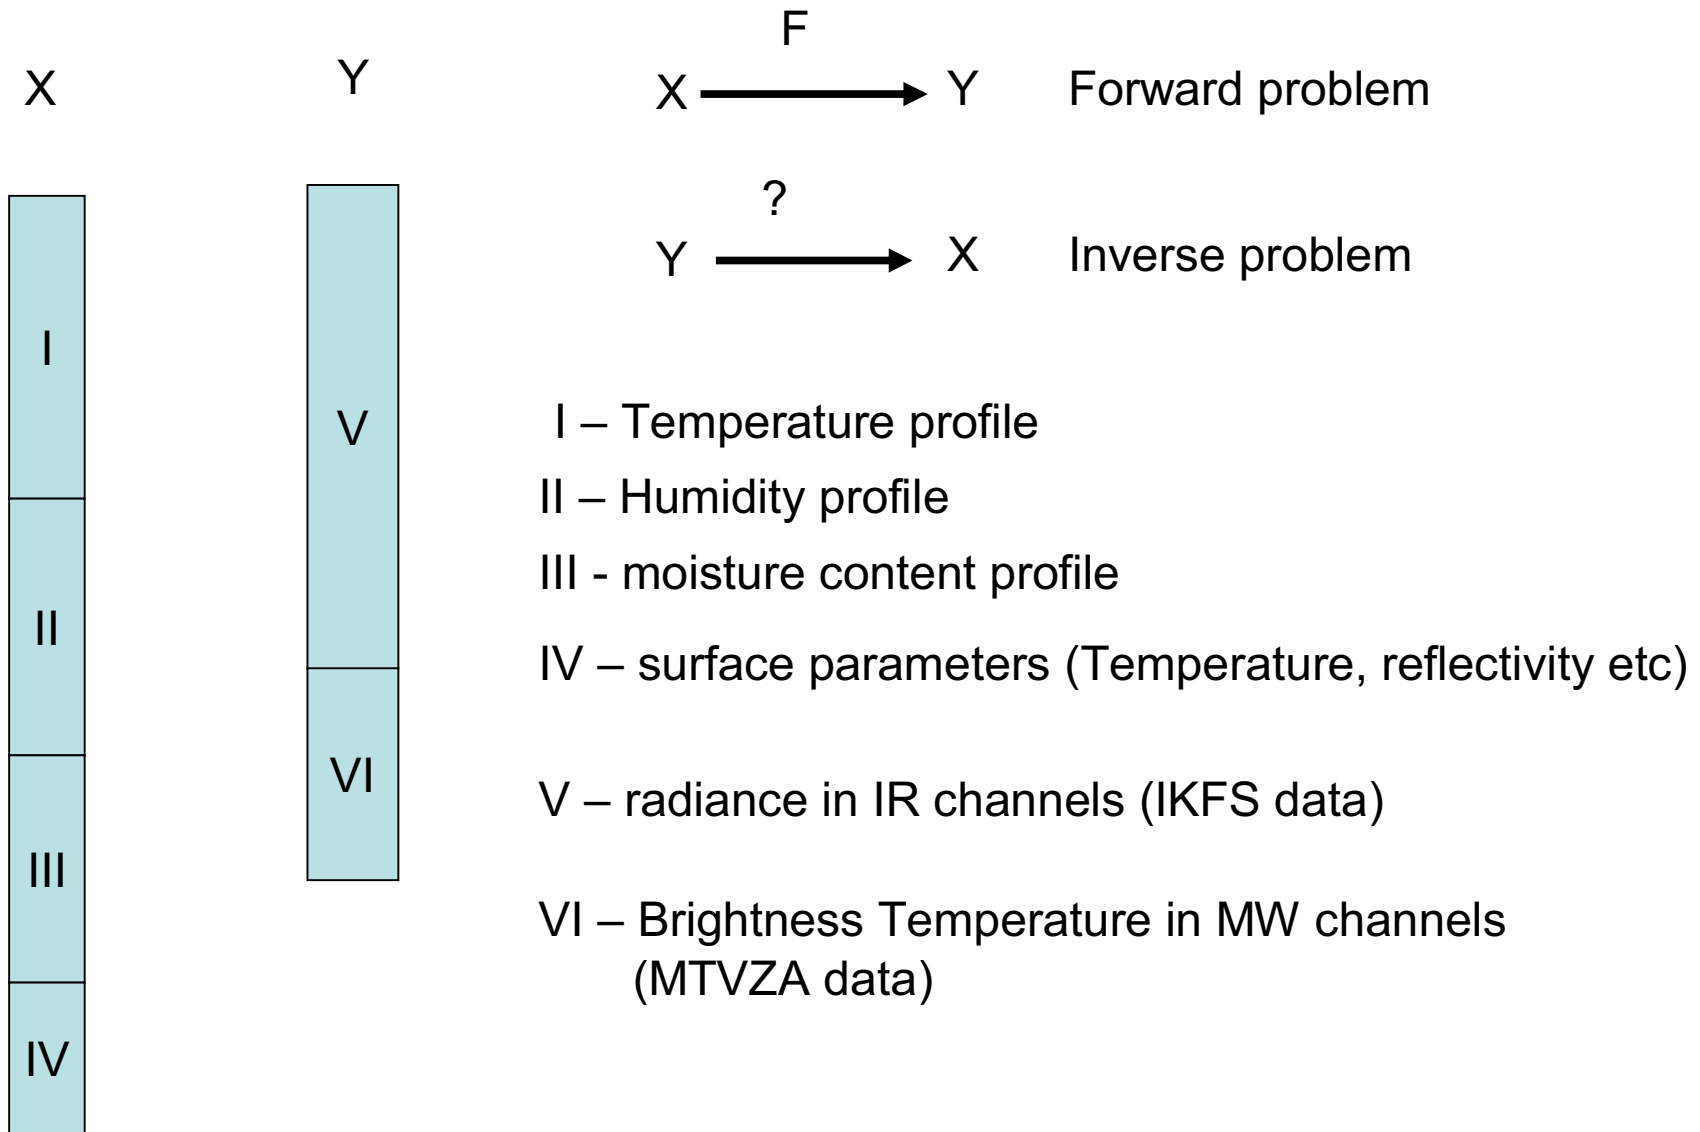 F
X Y X Y Forward problem
?
Y X Inverse problem
I
II
III
IV
V
VI
I – Temperature profile
II – Humidity profile
III - moisture content profile
IV – surface parameters (Temperature, reflectivity etc)
V – radiance in IR channels (IKFS data)
VI – Brightness Temperature in MW channels
(MTVZA data)